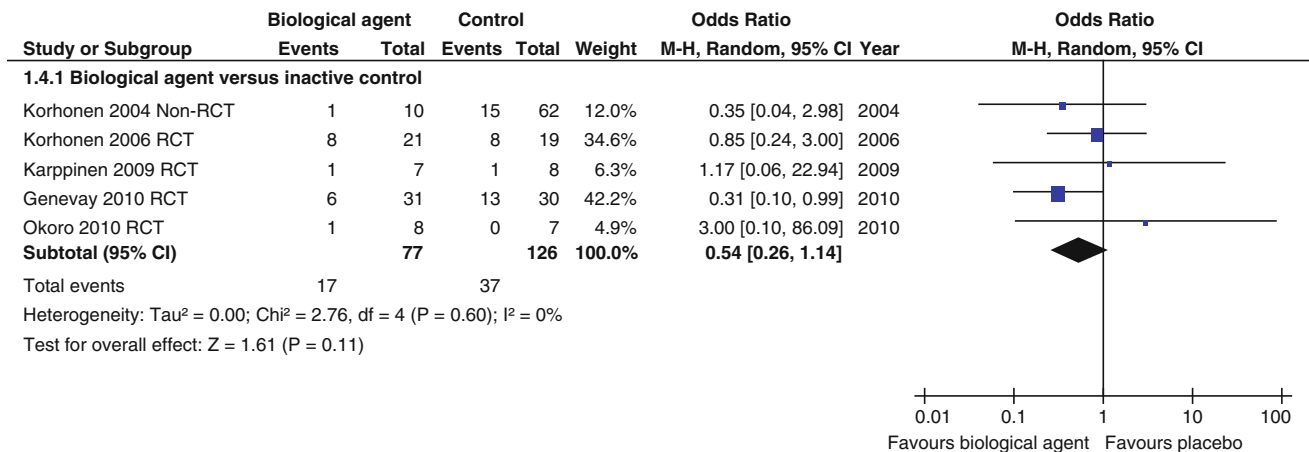 Biological agent Control Odds Ratio Odds Ratio
Study or Subgroup Events Total Events Total Weight M-H, Random, 95% CI Year M-H, Random, 95% CI
1.4.1 Biological agent versus inactive control
Korhonen 2004 Non-RCT 1 10 15 62 12.0% 0.35 [0.04, 2.98] 2004
Korhonen 2006 RCT 8 21 8 19 34.6% 0.85 [0.24, 3.00] 2006
Karppinen 2009 RCT 1 7 1 8 6.3% 1.17 [0.06, 22.94] 2009
Genevay 2010 RCT 6 31 13 30 42.2% 0.31 [0.10, 0.99] 2010
Okoro 2010 RCT 1 8 0 7 4.9% 3.00 [0.10, 86.09] 2010
Subtotal (95% CI) 77 126 100.0% 0.54 [0.26, 1.14]
Total events 17 37
Heterogeneity: Tau² = 0.00; Chi² = 2.76, df = 4 (P = 0.60); I² = 0%
Test for overall effect: Z = 1.61 (P = 0.11)
0.01 0.1 1 10 100
Favours biological agent Favours placebo